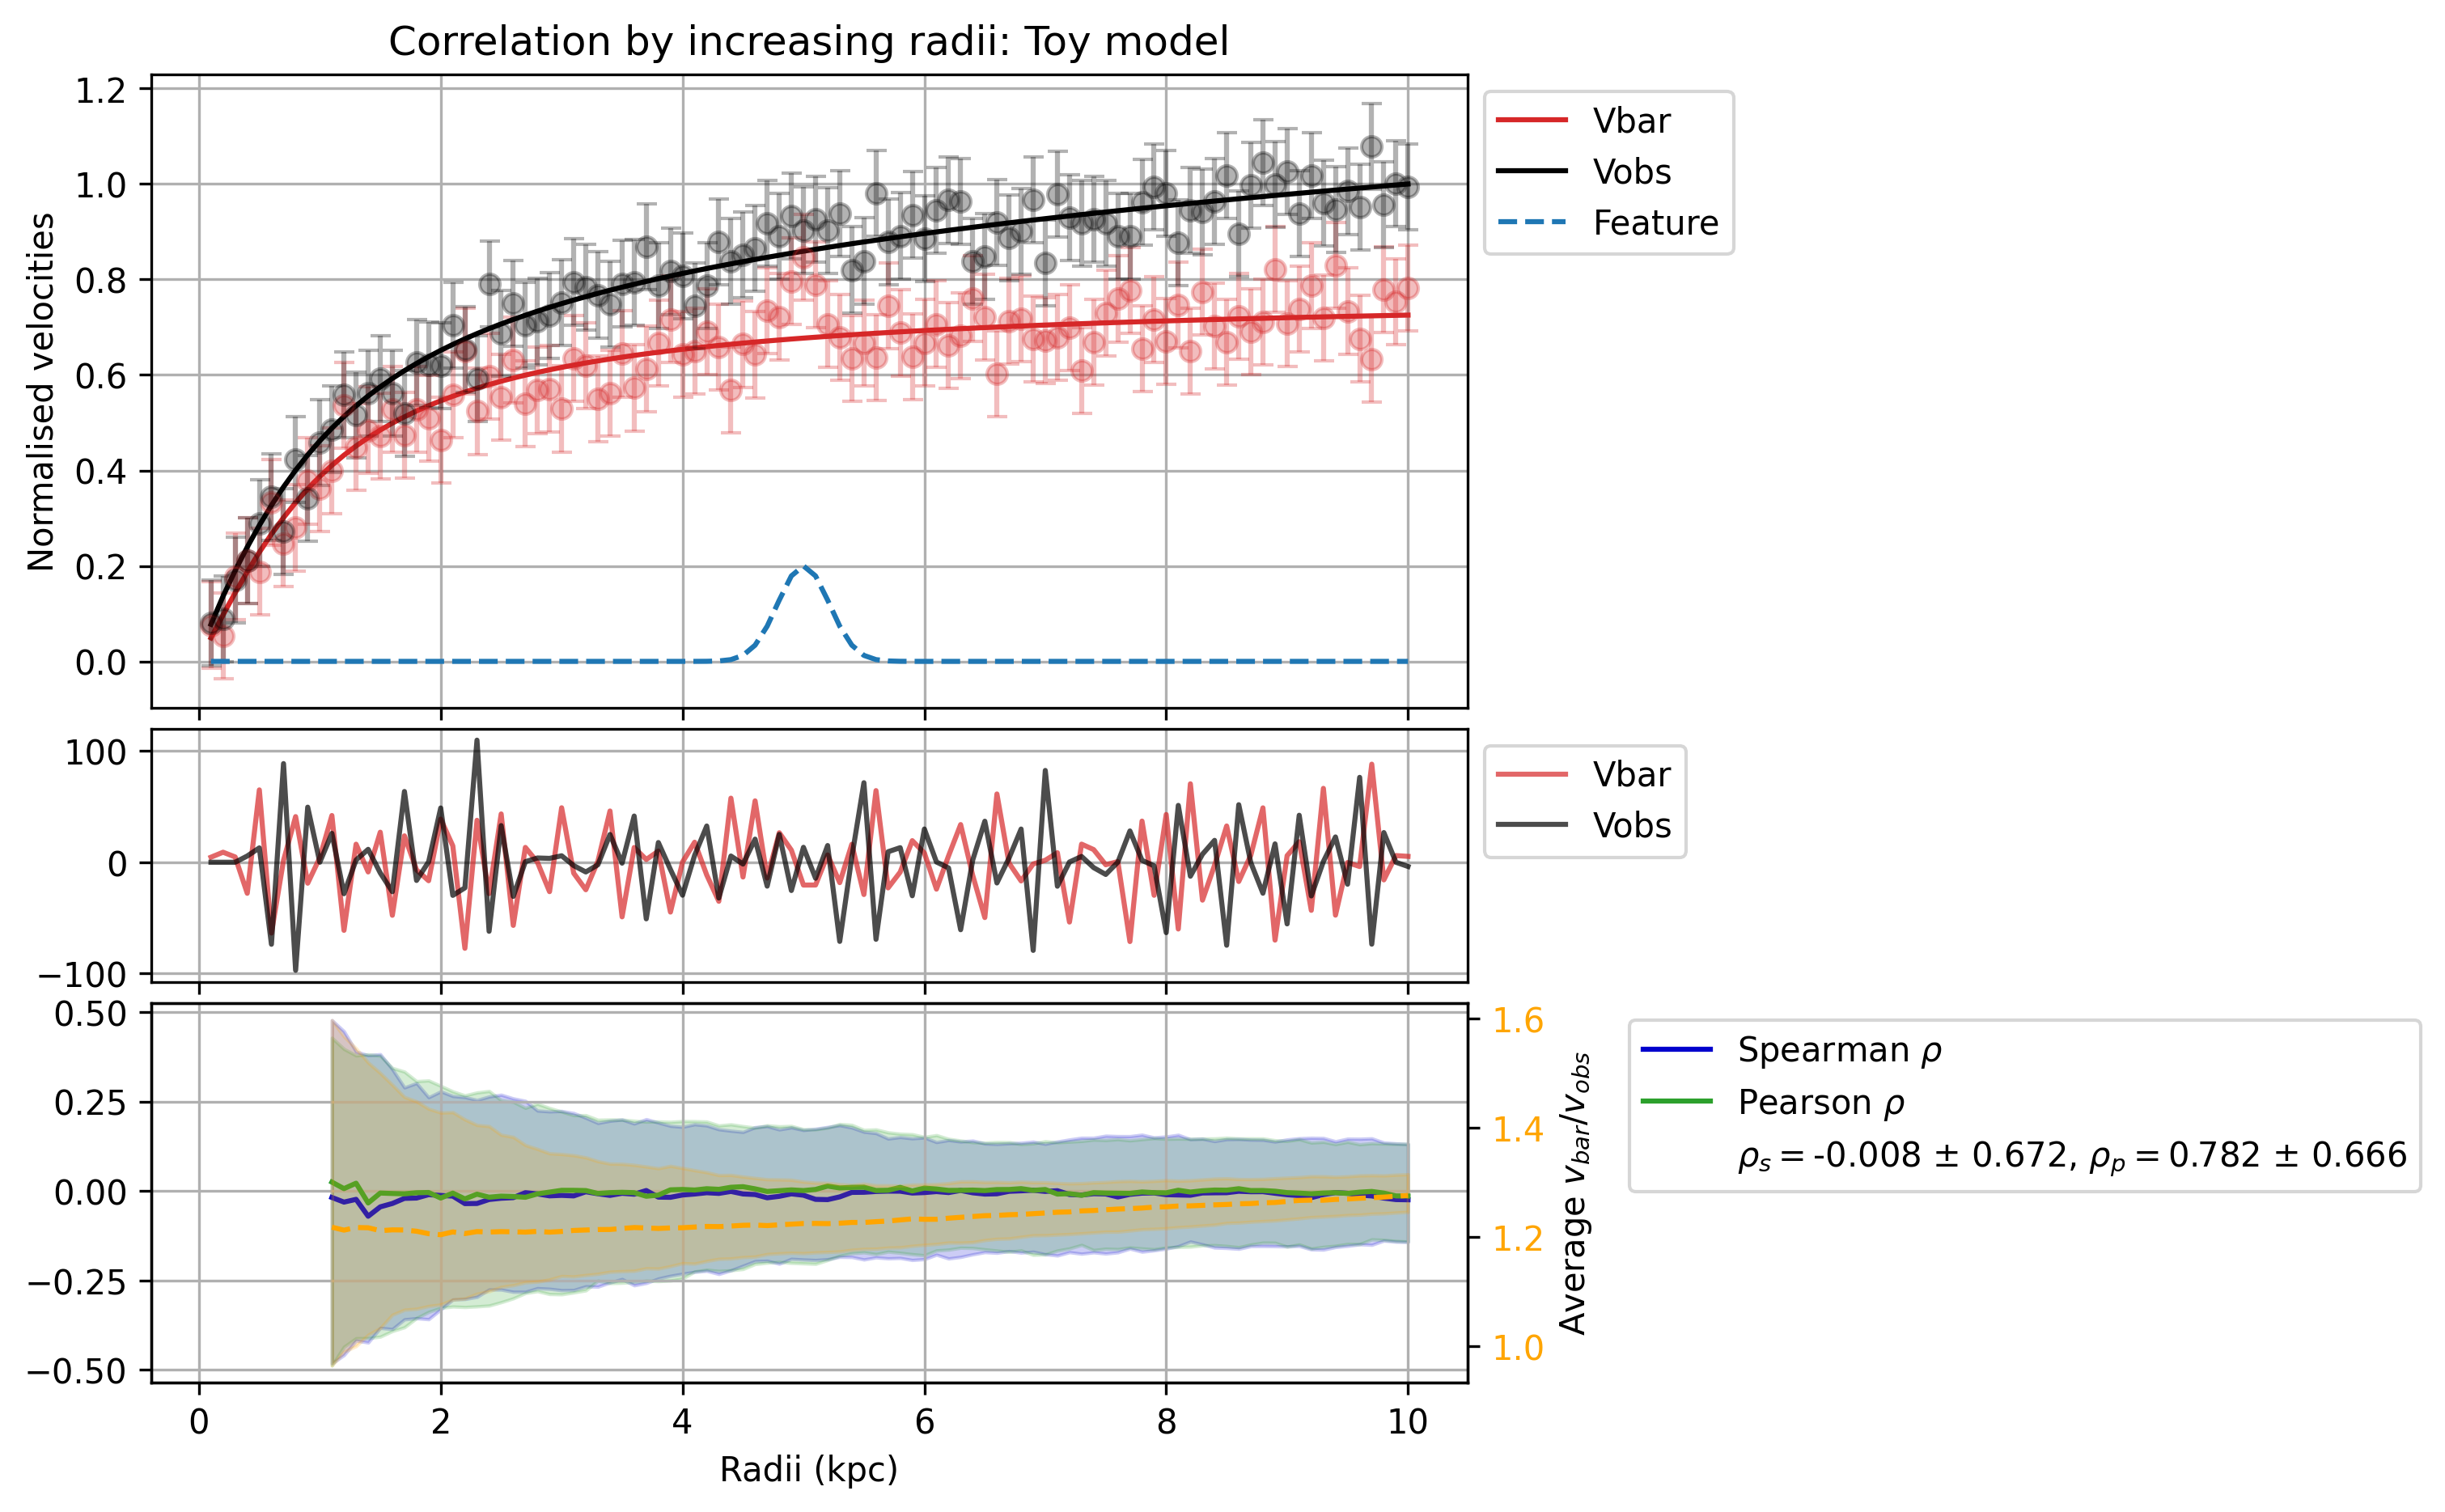 Correlation by increasing radii: Toy model
Normalised velocities
1.2
1.0
0.8
0.6
0.4
0.2
0.0
Vbar
Vobs
Feature
100
0
−100
Vbar
Vobs
0.50
0.25
0.00
−0.25
−0.50
1.6
1.4
1.2
1.0
Average v_bar/v_obs
Spearman ρ
Pearson ρ
ρ_s = -0.008 ± 0.672, ρ_p = 0.782 ± 0.666
0 2 4 6 8 10
Radii (kpc)